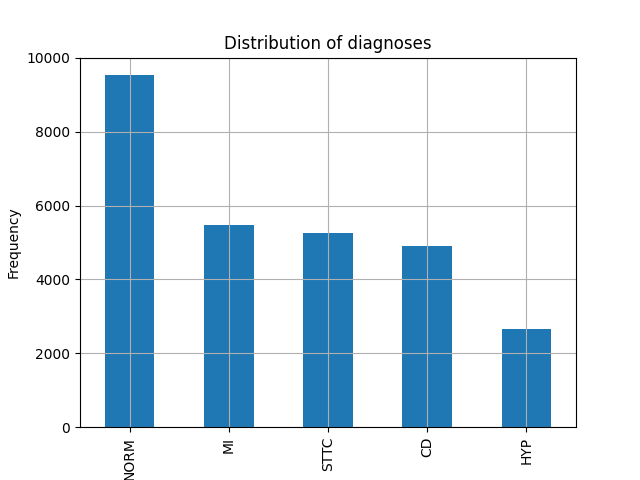 Distribution of diagnoses
10000
8000
6000
4000
2000
0
Frequency
NORM
MI
STTC
CD
HYP